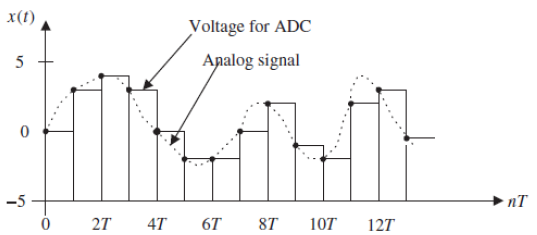 x(t)
Voltage for ADC
Analog signal
5
0
–5
0 2T 4T 6T 8T 10T 12T
nT